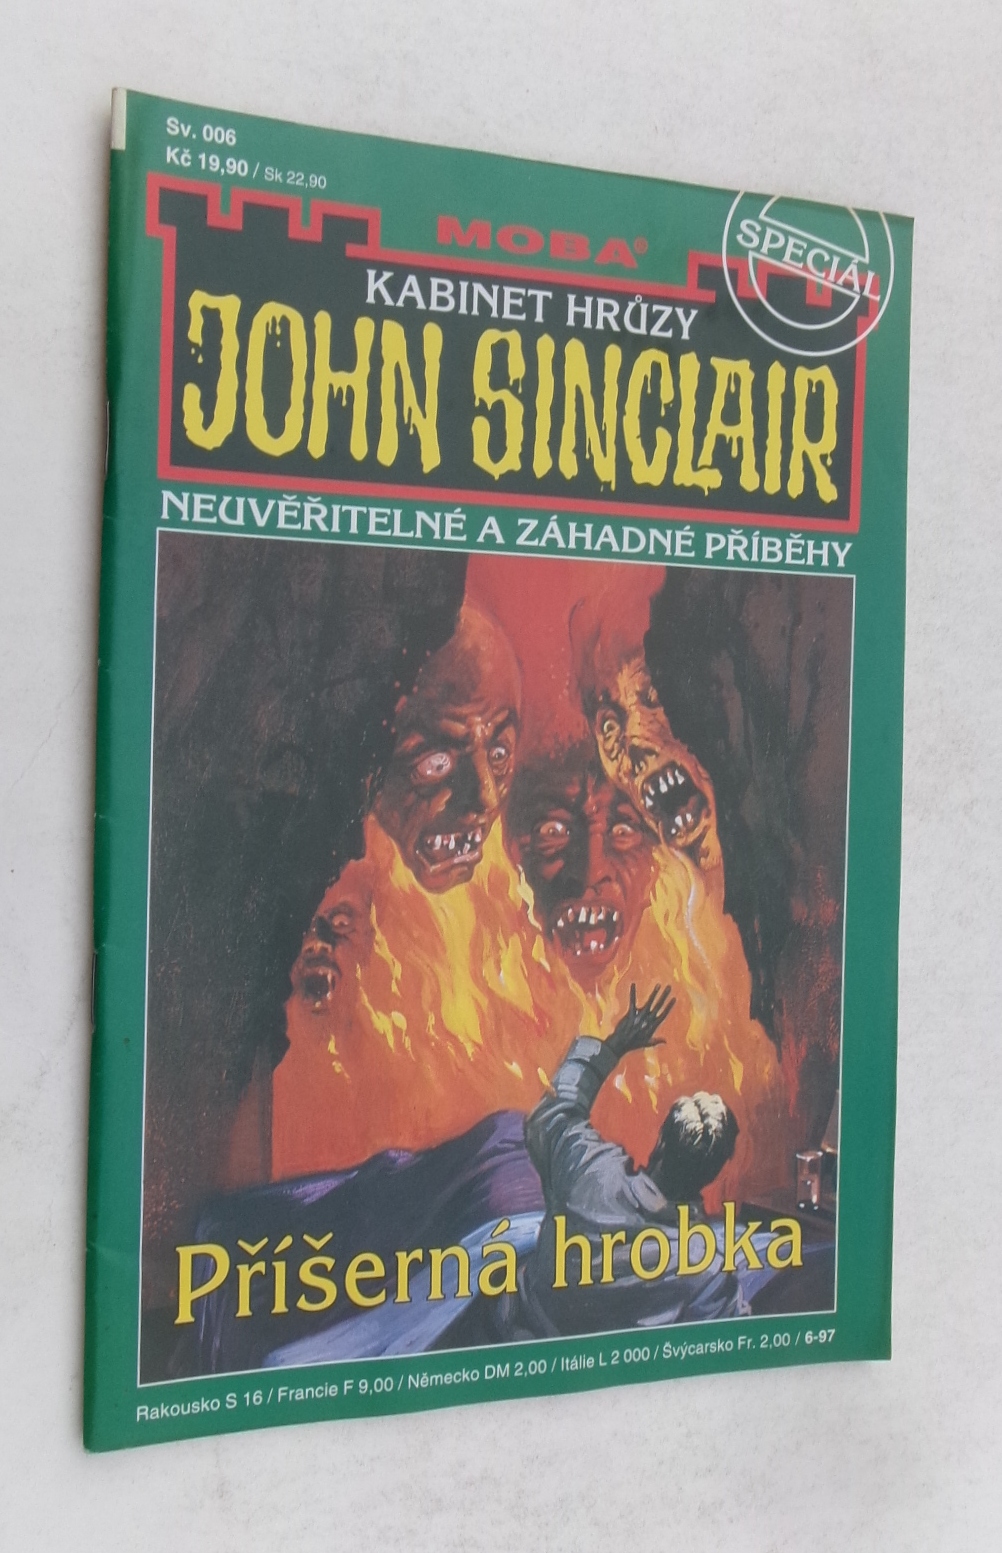 Sv. 006
Kč 19,90 / Sk 22,90
MOBA®
SPECIÁL
KABINET HRŮZY
JOHN SINCLAIR
NEUVĚŘITELNÉ A ZÁHADNÉ PŘÍBĚHY
Příšerná hrobka
Rakousko S 16 / Francie F 9,00 / Německo DM 2,00 / Itálie L 2 000 / Švýcarsko Fr. 2,00 / 6-97